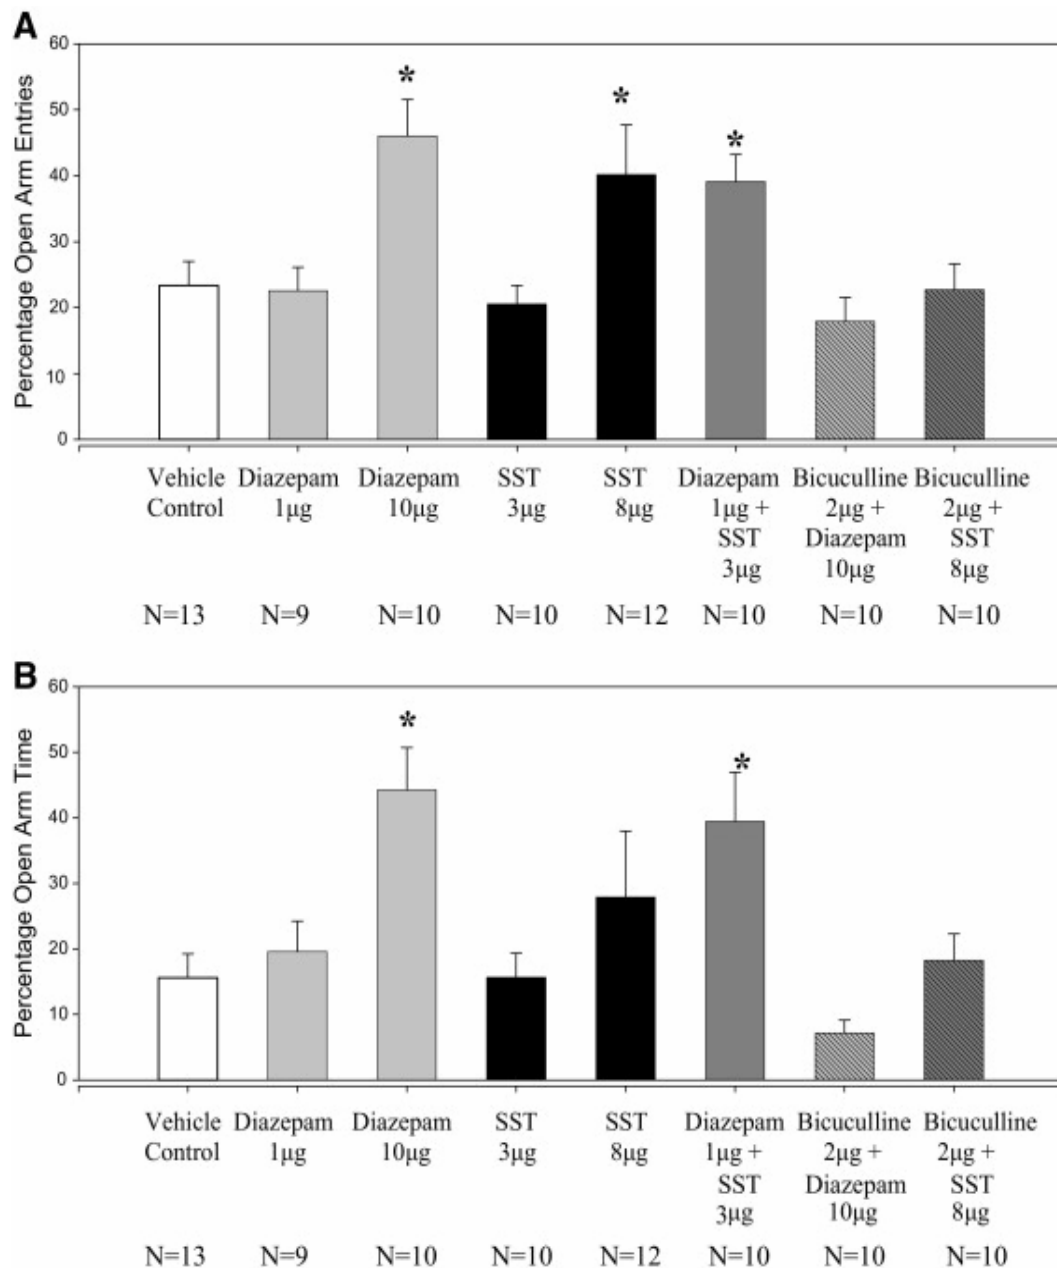 A
60
50
40
30
20
10
0
Percentage Open Arm Entries
*
*
*
Vehicle Diazepam Diazepam SST SST Diazepam Bicuculline Bicuculline
Control 1µg 10µg 3µg 8µg 1µg + 2µg + 2µg +
SST Diazepam SST
3µg 10µg 8µg
N=13 N=9 N=10 N=10 N=12 N=10 N=10 N=10
B
60
50
40
30
20
10
0
Percentage Open Arm Time
*
*
Vehicle Diazepam Diazepam SST SST Diazepam Bicuculline Bicuculline
Control 1µg 10µg 3µg 8µg 1µg + 2µg + 2µg +
SST Diazepam SST
3µg 10µg 8µg
N=13 N=9 N=10 N=10 N=12 N=10 N=10 N=10